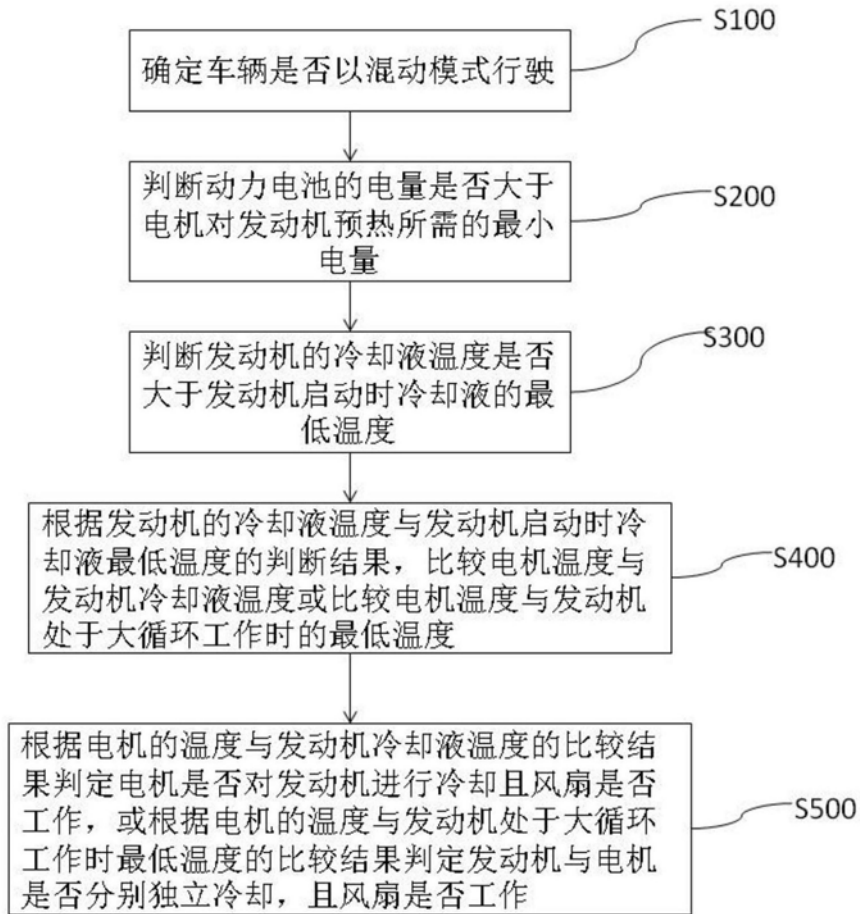 S100
确定车辆是否以混动模式行驶
S200
判断动力电池的电量是否大于
电机对发动机预热所需的最小
电量
S300
判断发动机的冷却液温度是否
大于发动机启动时冷却液的最
低温度
S400
根据发动机的冷却液温度与发动机启动时冷
却液最低温度的判断结果，比较电机温度与
发动机冷却液温度或比较电机温度与发动机
处于大循环工作时的最低温度
S500
根据电机的温度与发动机冷却液温度的比较结
果判定电机是否对发动机进行冷却且风扇是否
工作，或根据电机的温度与发动机处于大循环
工作时最低温度的比较结果判定发动机与电机
是否分别独立冷却，且风扇是否工作